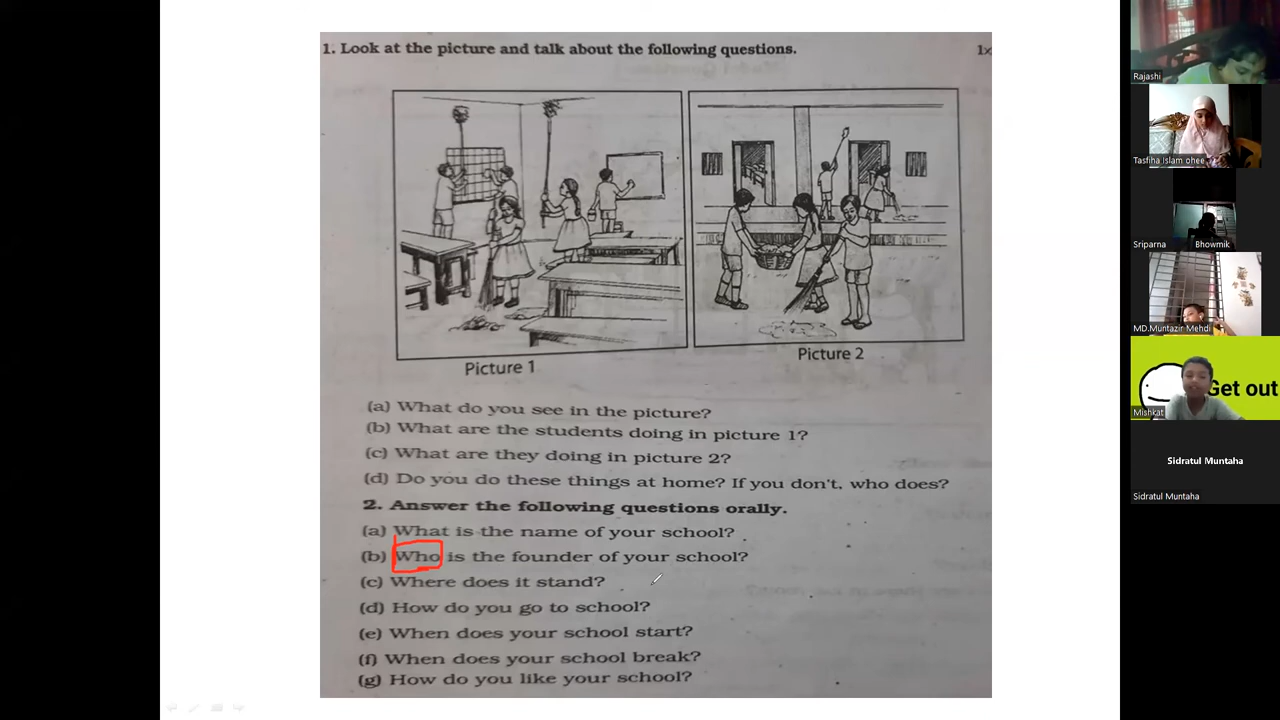 1. Look at the picture and talk about the following questions.
1×
Picture 1
Picture 2
(a) What do you see in the picture?
(b) What are the students doing in picture 1?
(c) What are they doing in picture 2?
(d) Do you do these things at home? If you don't, who does?
2. Answer the following questions orally.
(a) What is the name of your school?
(b) Who is the founder of your school?
(c) Where does it stand?
(d) How do you go to school?
(e) When does your school start?
(f) When does your school break?
(g) How do you like your school?
Rajashi
Tasfiha Islam ohee
Sriparna Bhowmik
MD.Muntazir Mehdi
Get out
Mishkat
Sidratul Muntaha
Sidratul Muntaha